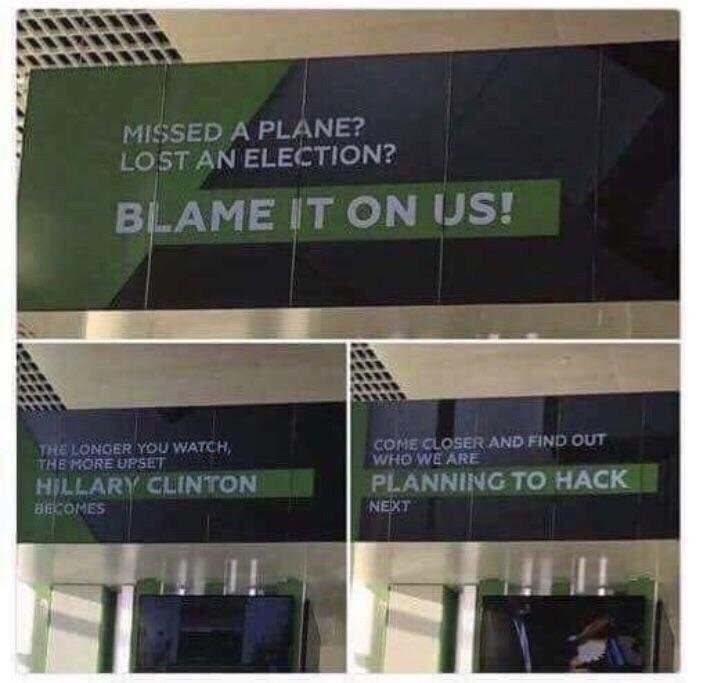 MISSED A PLANE?
LOST AN ELECTION?
BLAME IT ON US!
THE LONGER YOU WATCH,
THE MORE UPSET
HILLARY CLINTON
BECOMES
COME CLOSER AND FIND OUT
WHO WE ARE
PLANNING TO HACK
NEXT